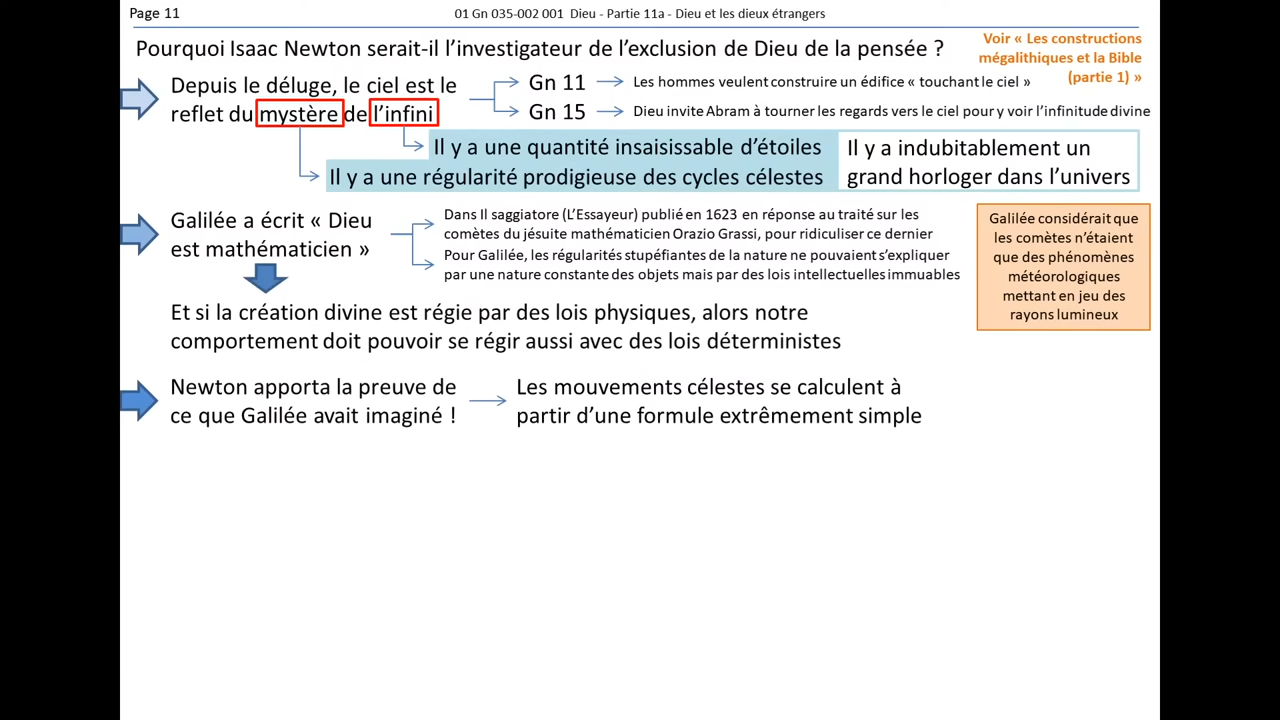 Page 11
01 Gn 035-002 001 Dieu - Partie 11a - Dieu et les dieux étrangers
Pourquoi Isaac Newton serait-il l’investigateur de l’exclusion de Dieu de la pensée ?
Voir « Les constructions
mégalithiques et la Bible
(partie 1) »
Depuis le déluge, le ciel est le
reflet du mystère de l’infini
Gn 11
Les hommes veulent construire un édifice « touchant le ciel »
Gn 15
Dieu invite Abram à tourner les regards vers le ciel pour y voir l’infinitude divine
Il y a une quantité insaisissable d’étoiles
Il y a une régularité prodigieuse des cycles célestes
Il y a indubitablement un
grand horloger dans l’univers
Galilée a écrit « Dieu
est mathématicien »
Dans Il saggiatore (L’Essayeur) publié en 1623 en réponse au traité sur les
comètes du jésuite mathématicien Orazio Grassi, pour ridiculiser ce dernier
Pour Galilée, les régularités stupéfiantes de la nature ne pouvaient s’expliquer
par une nature constante des objets mais par des lois intellectuelles immuables
Galilée considérait que
les comètes n’étaient
que des phénomènes
météorologiques
mettant en jeu des
rayons lumineux
Et si la création divine est régie par des lois physiques, alors notre
comportement doit pouvoir se régir aussi avec des lois déterministes
Newton apporta la preuve de
ce que Galilée avait imaginé !
Les mouvements célestes se calculent à
partir d’une formule extrêmement simple